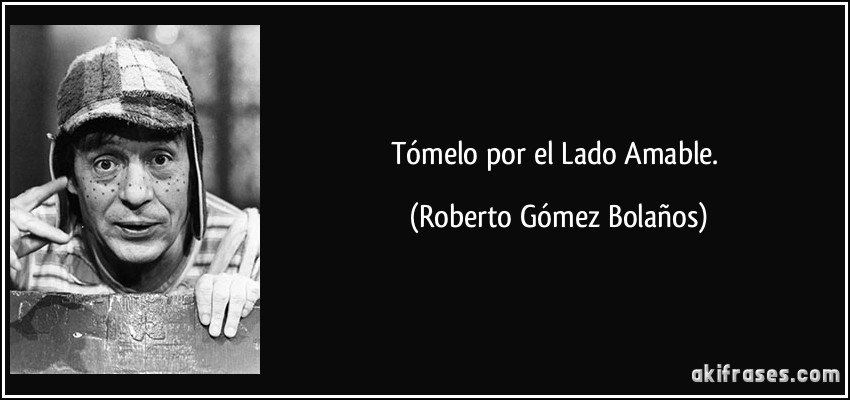 Tómelo por el Lado Amable.
(Roberto Gómez Bolaños)
akifrases.com